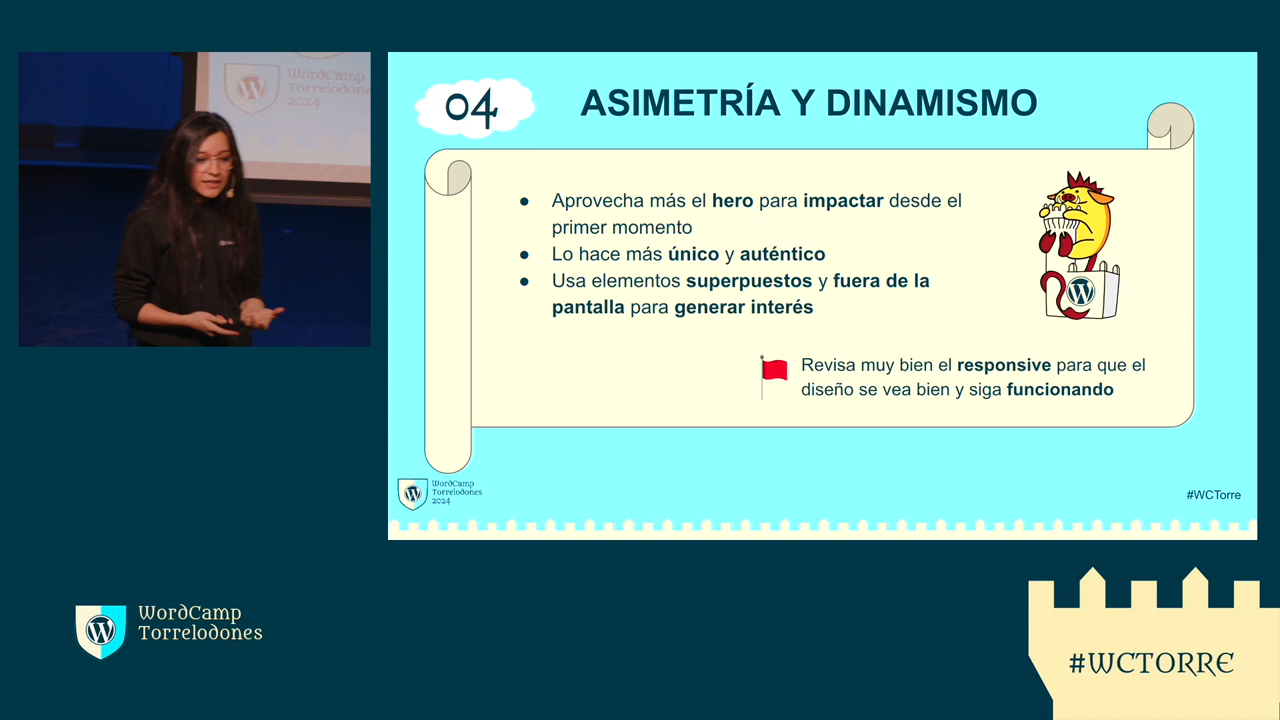 WordCamp
Torrelodones
2024
04
ASIMETRÍA Y DINAMISMO
● Aprovecha más el hero para impactar desde el
primer momento
● Lo hace más único y auténtico
● Usa elementos superpuestos y fuera de la
pantalla para generar interés
Revisa muy bien el responsive para que el
diseño se vea bien y siga funcionando
WordCamp
Torrelodones
2024
#WCTorre
WordCamp
Torrelodones
#WCTORRE